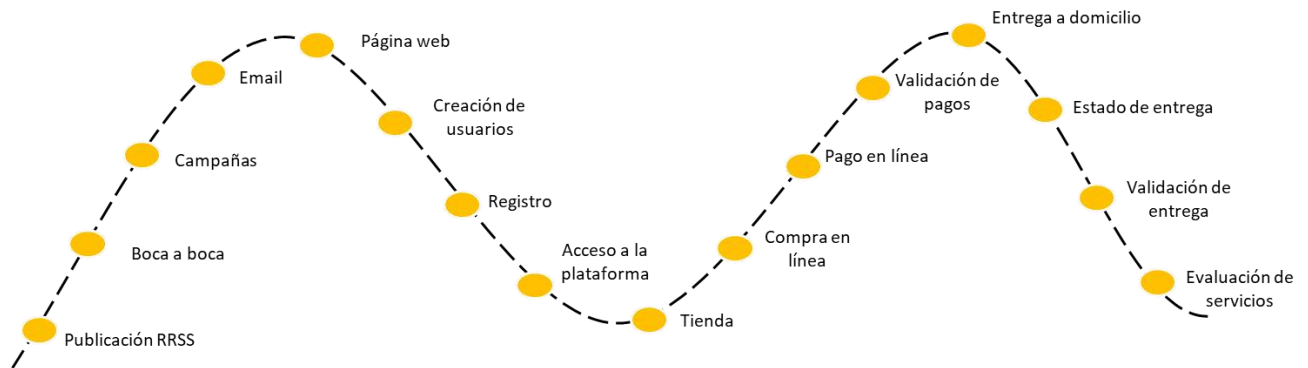 Publicación RRSS
Boca a boca
Campañas
Email
Página web
Creación de
usuarios
Registro
Acceso a la
plataforma
Tienda
Compra en
línea
Pago en línea
Validación de
pagos
Entrega a domicilio
Estado de entrega
Validación de
entrega
Evaluación de
servicios